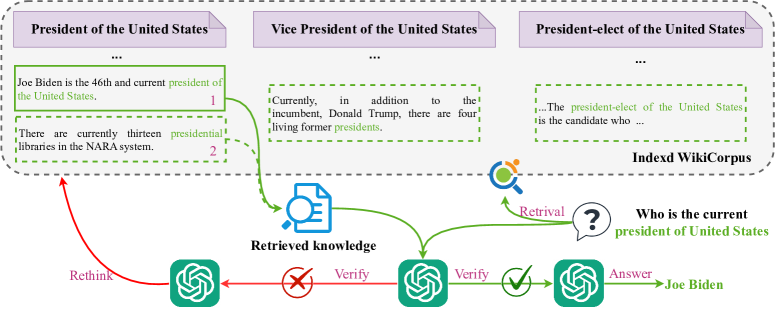 President of the United States
...
Joe Biden is the 46th and current president of
the United States.
1
There are currently thirteen presidential
libraries in the NARA system.
2
Vice President of the United States
...
Currently, in addition to the
incumbent, Donald Trump, there are four
living former presidents.
President-elect of the United States
...
...The president-elect of the United States
is the candidate who ...
Indexd WikiCorpus
Retrieved knowledge
Retrival
?
Who is the current
president of United States
Rethink
Verify
Verify
Answer
Joe Biden